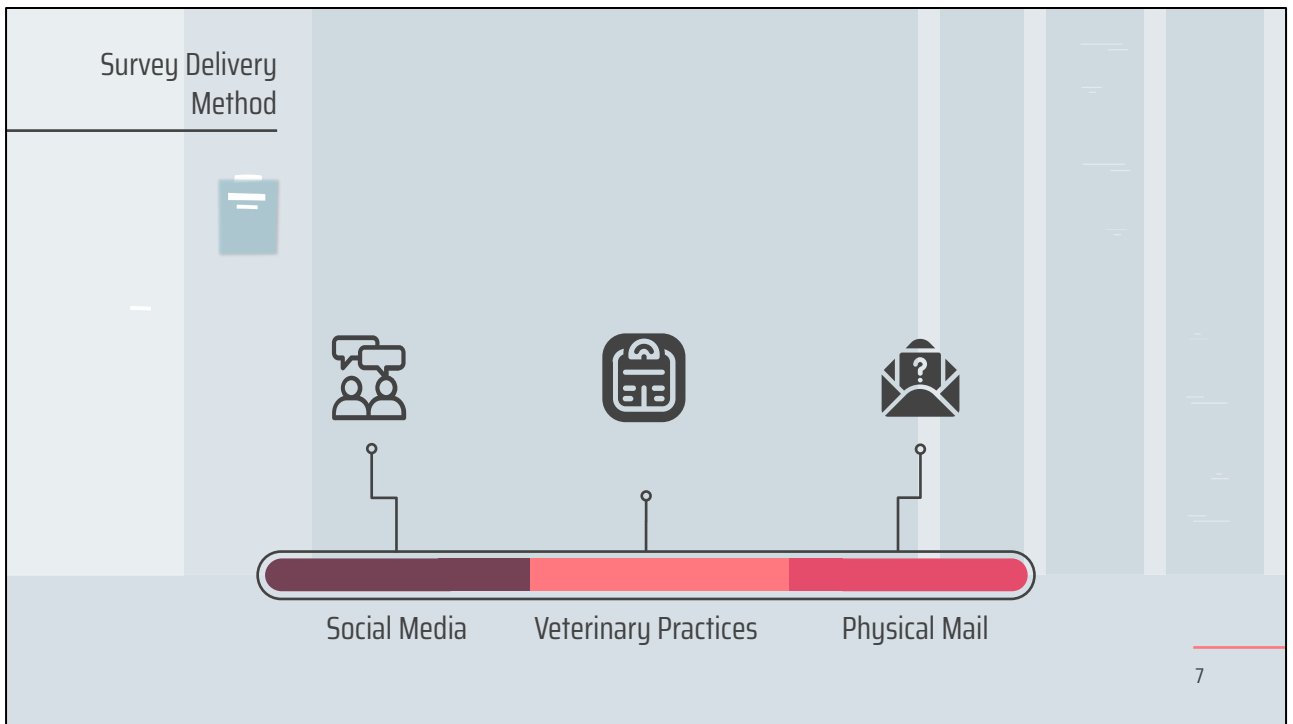 Survey Delivery
Method
?
Social Media
Veterinary Practices
Physical Mail
7